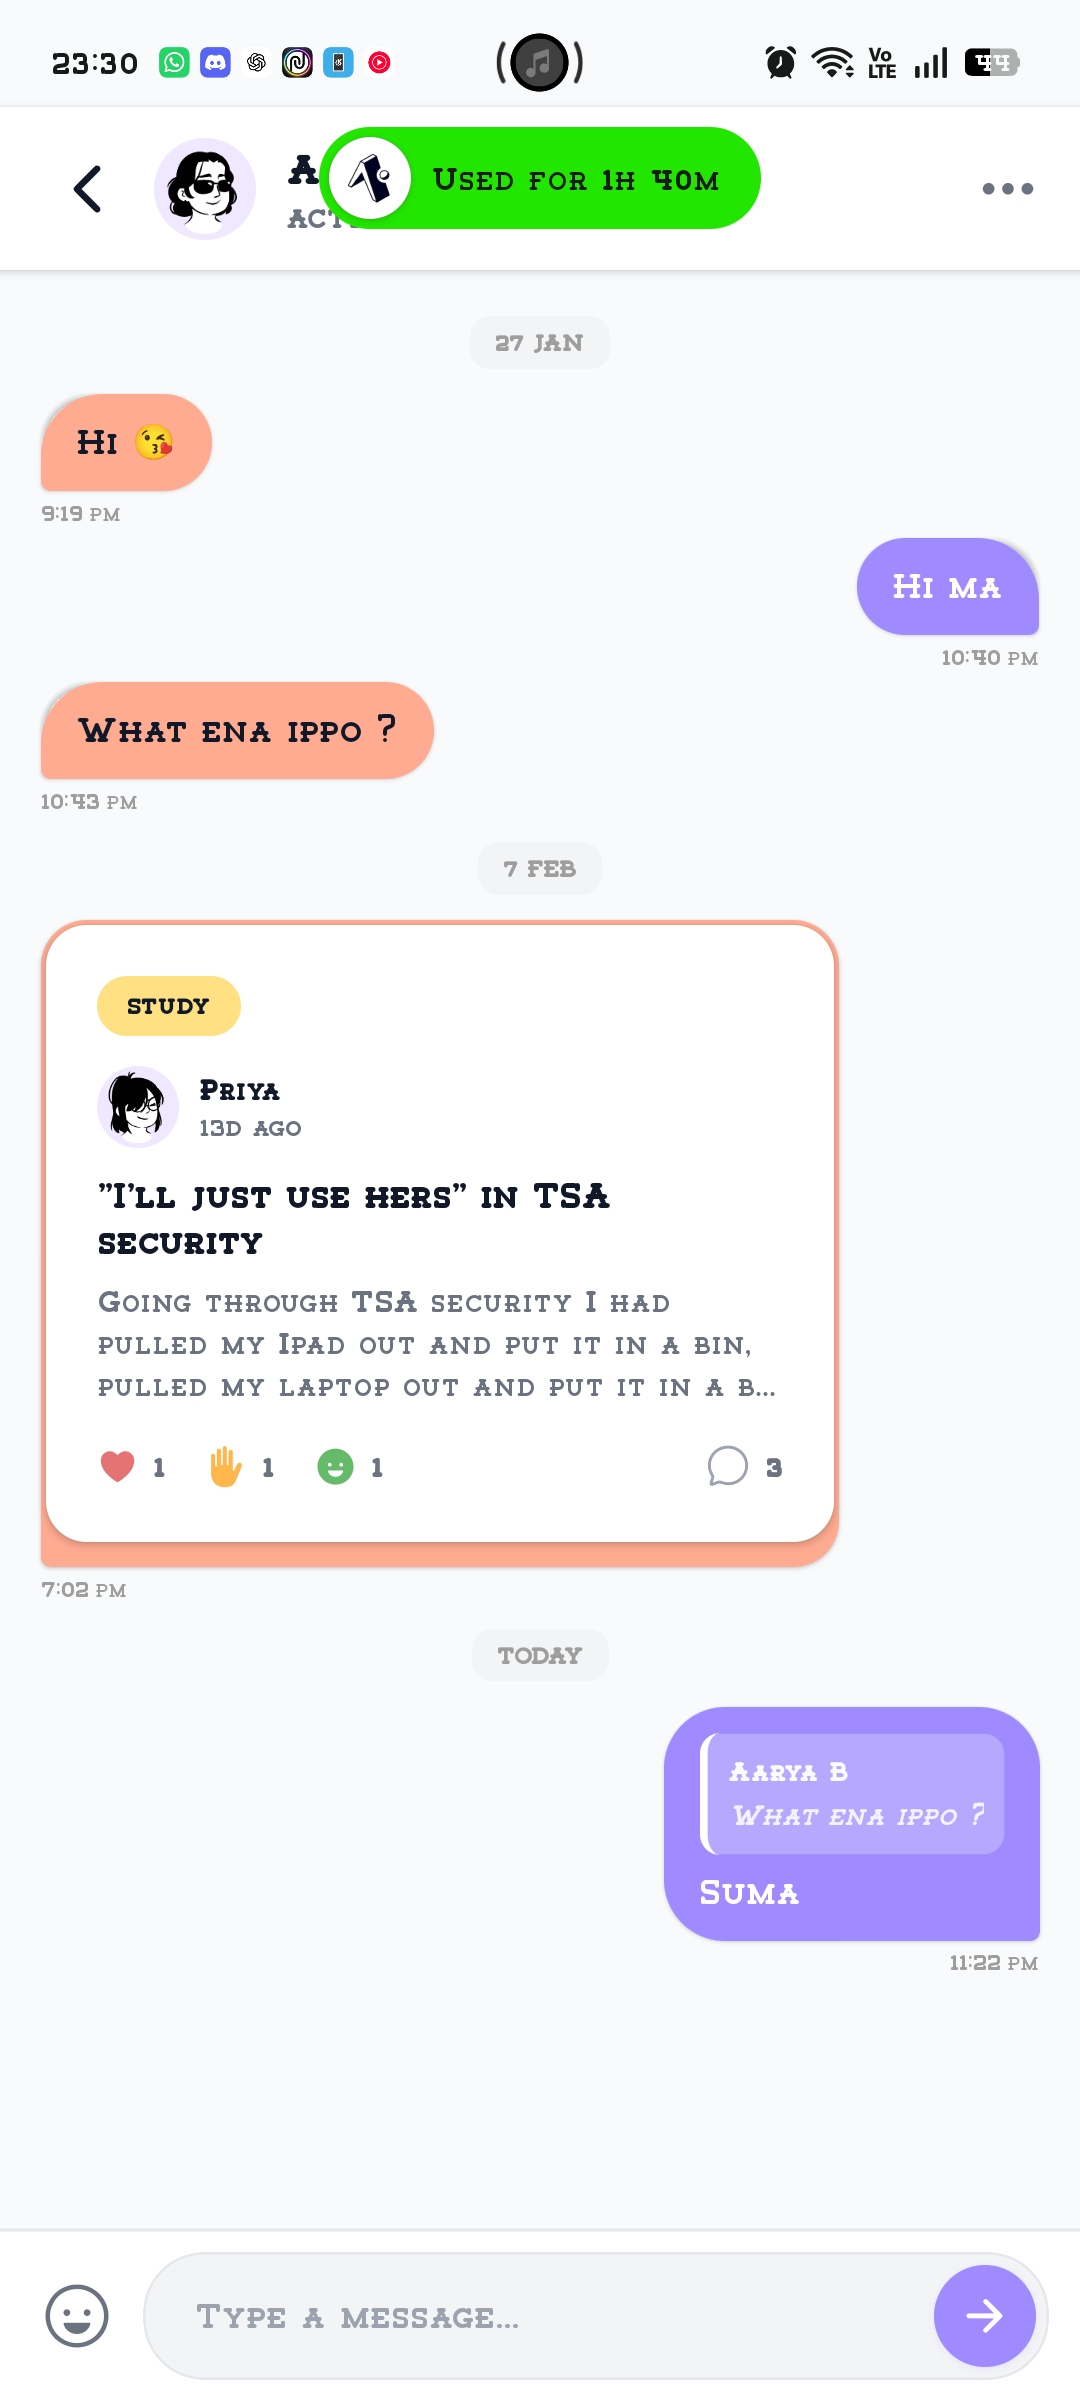 23:30
Vo LTE
44
Used for 1h 40m
27 Jan
Hi 😘
9:19 PM
Hi ma
10:40 PM
What ena ippo ?
10:43 PM
7 Feb
Study
Priya
13d ago
"I'll just use hers" in TSA
security
Going through TSA security I had
pulled my Ipad out and put it in a bin,
pulled my laptop out and put it in a b...
1 1 1 3
7:02 PM
Today
Aarya B
What ena ippo ?
Suma
11:22 PM
Type a message...